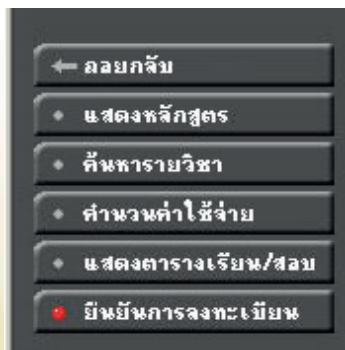 ถอยกลับ
แสดงหลักสูตร
ค้นหารายวิชา
คำนวนค่าใช้จ่าย
แสดงตารางเรียน/สอบ
ยืนยันการลงทะเบียน